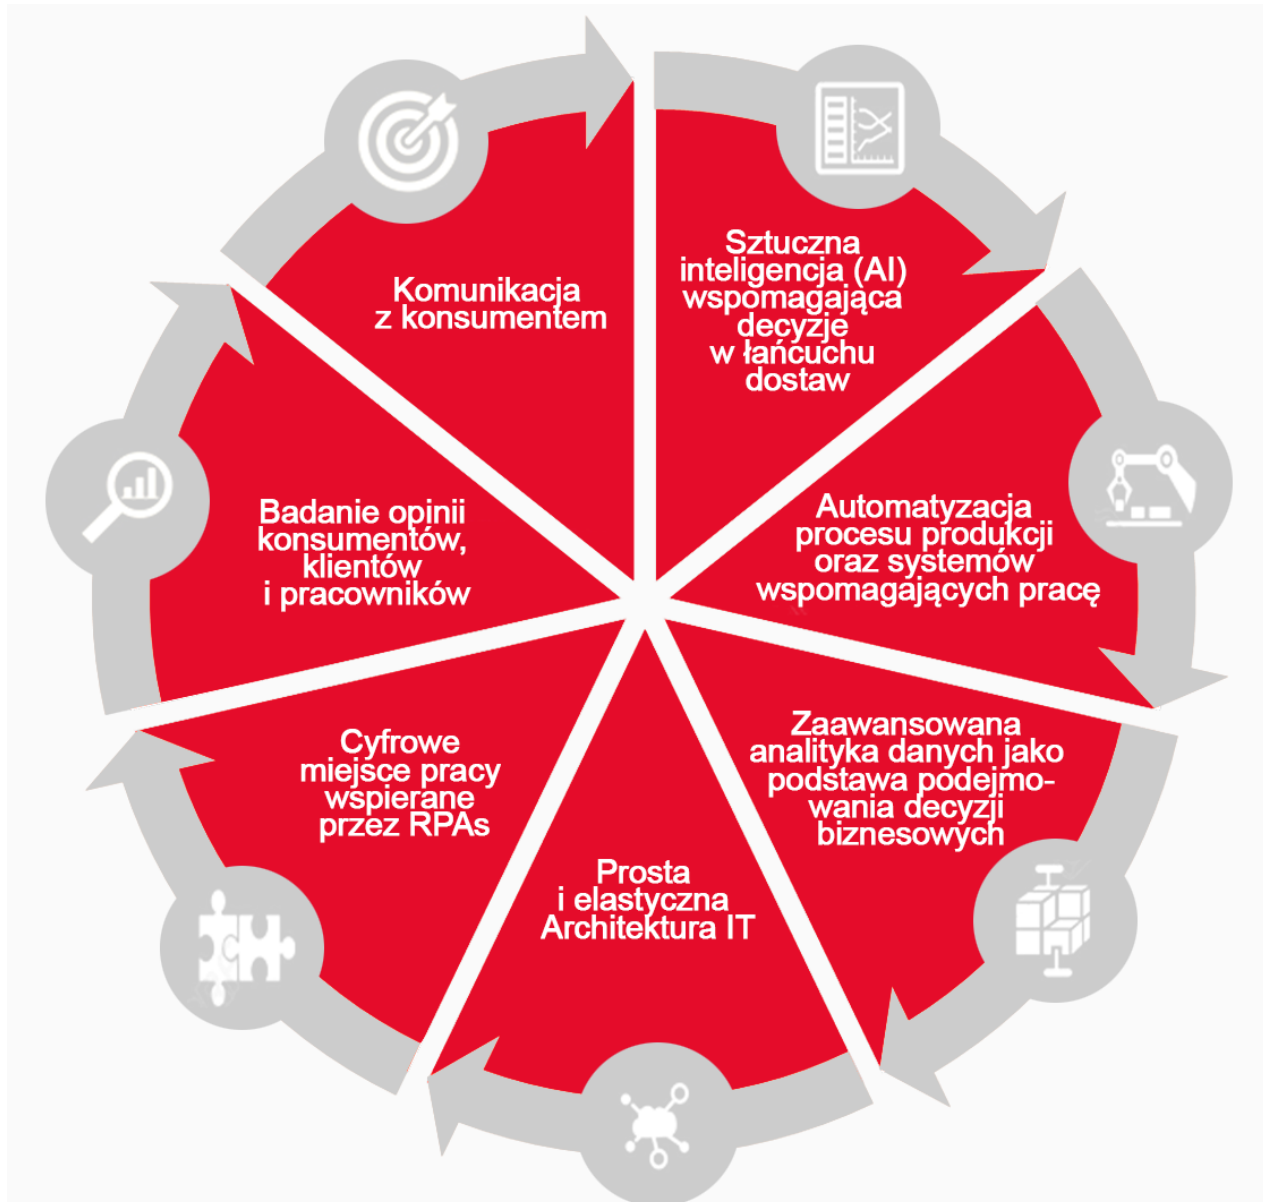 Sztuczna
inteligencja (AI)
wspomagająca
decyzje
w łańcuchu
dostaw
Automatyzacja
procesu produkcji
oraz systemów
wspomagających pracę
Zaawansowana
analityka danych jako
podstawa podejmo-
wania decyzji
biznesowych
Prosta
i elastyczna
Architektura IT
Cyfrowe
miejsce pracy
wspierane
przez RPAs
Badanie opinii
konsumentów,
klientów
i pracowników
Komunikacja
z konsumentem